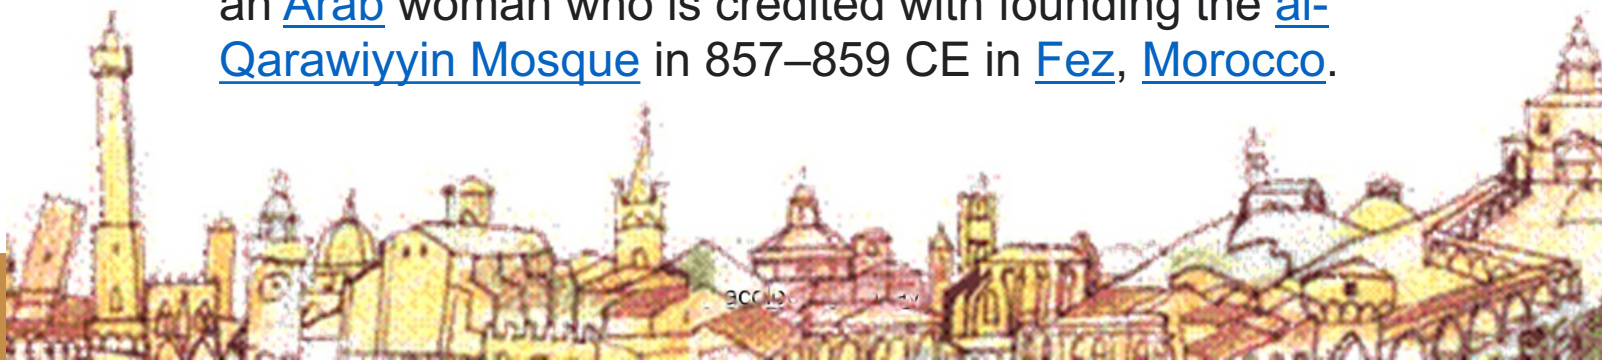 an Arab woman who is credited with founding the al-
Qarawiyyin Mosque in 857–859 CE in Fez, Morocco.